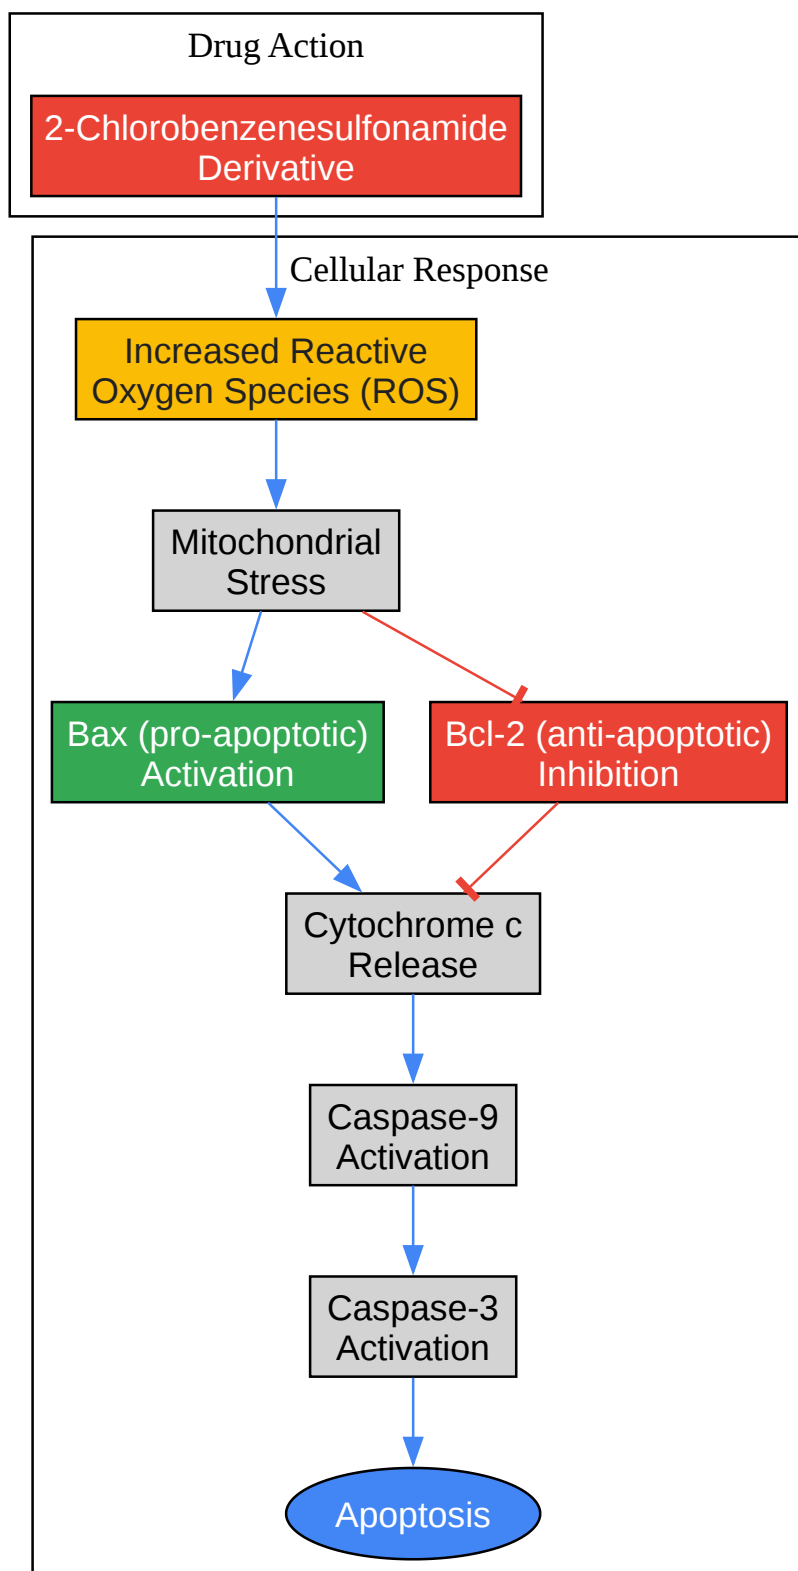 Drug Action
2-Chlorobenzenesulfonamide
Derivative
Cellular Response
Increased Reactive
Oxygen Species (ROS)
Mitochondrial
Stress
Bax (pro-apoptotic)
Activation
Bcl-2 (anti-apoptotic)
Inhibition
Cytochrome c
Release
Caspase-9
Activation
Caspase-3
Activation
Apoptosis